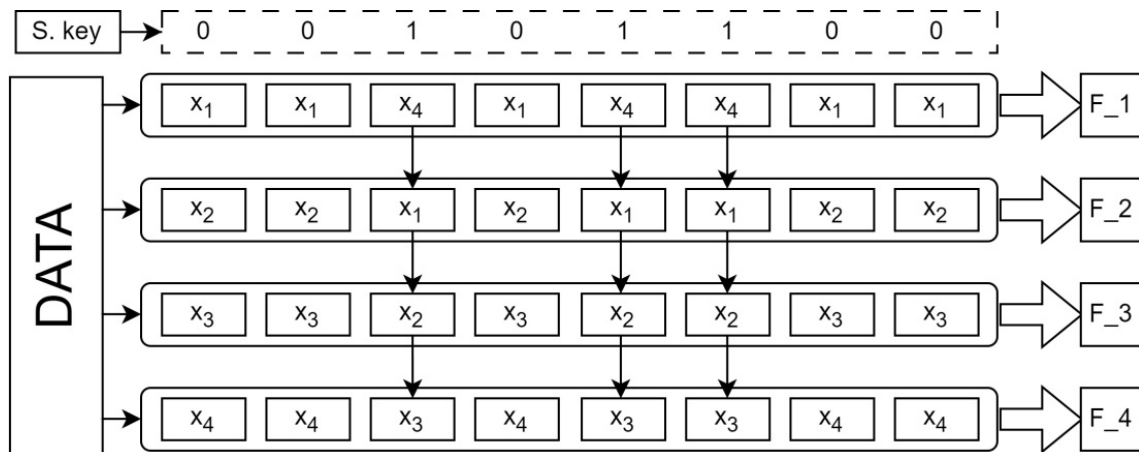 S. key 0 0 1 0 1 1 0 0
DATA
x₁ x₁ x₄ x₁ x₄ x₄ x₁ x₁ F_1
x₂ x₂ x₁ x₂ x₁ x₁ x₂ x₂ F_2
x₃ x₃ x₂ x₃ x₂ x₂ x₃ x₃ F_3
x₄ x₄ x₃ x₄ x₃ x₃ x₄ x₄ F_4